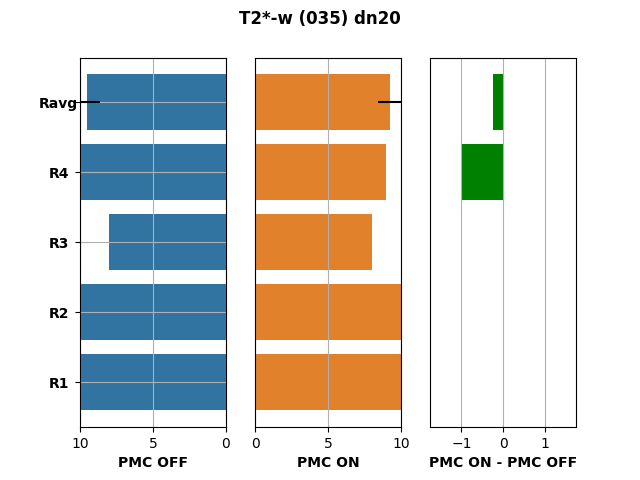 T2*-w (035) dn20
Ravg
R4
R3
R2
R1
10 5 0
0 5 10
−1 0 1
PMC OFF
PMC ON
PMC ON - PMC OFF